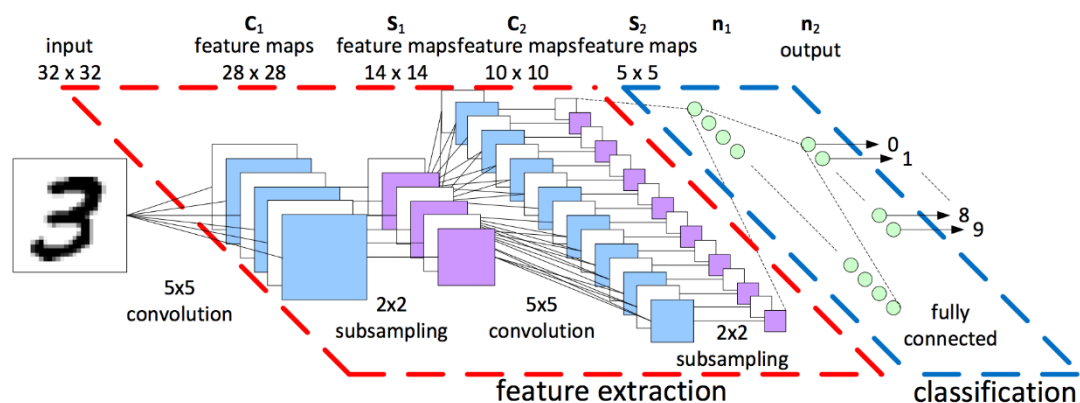 input
32 x 32
C₁
feature maps
28 x 28
S₁
feature maps
14 x 14
C₂
feature maps
10 x 10
S₂
feature maps
5 x 5
n₁
n₂
output
3
0
1
8
9
5x5
convolution
2x2
subsampling
5x5
convolution
2x2
subsampling
fully
connected
feature extraction
classification